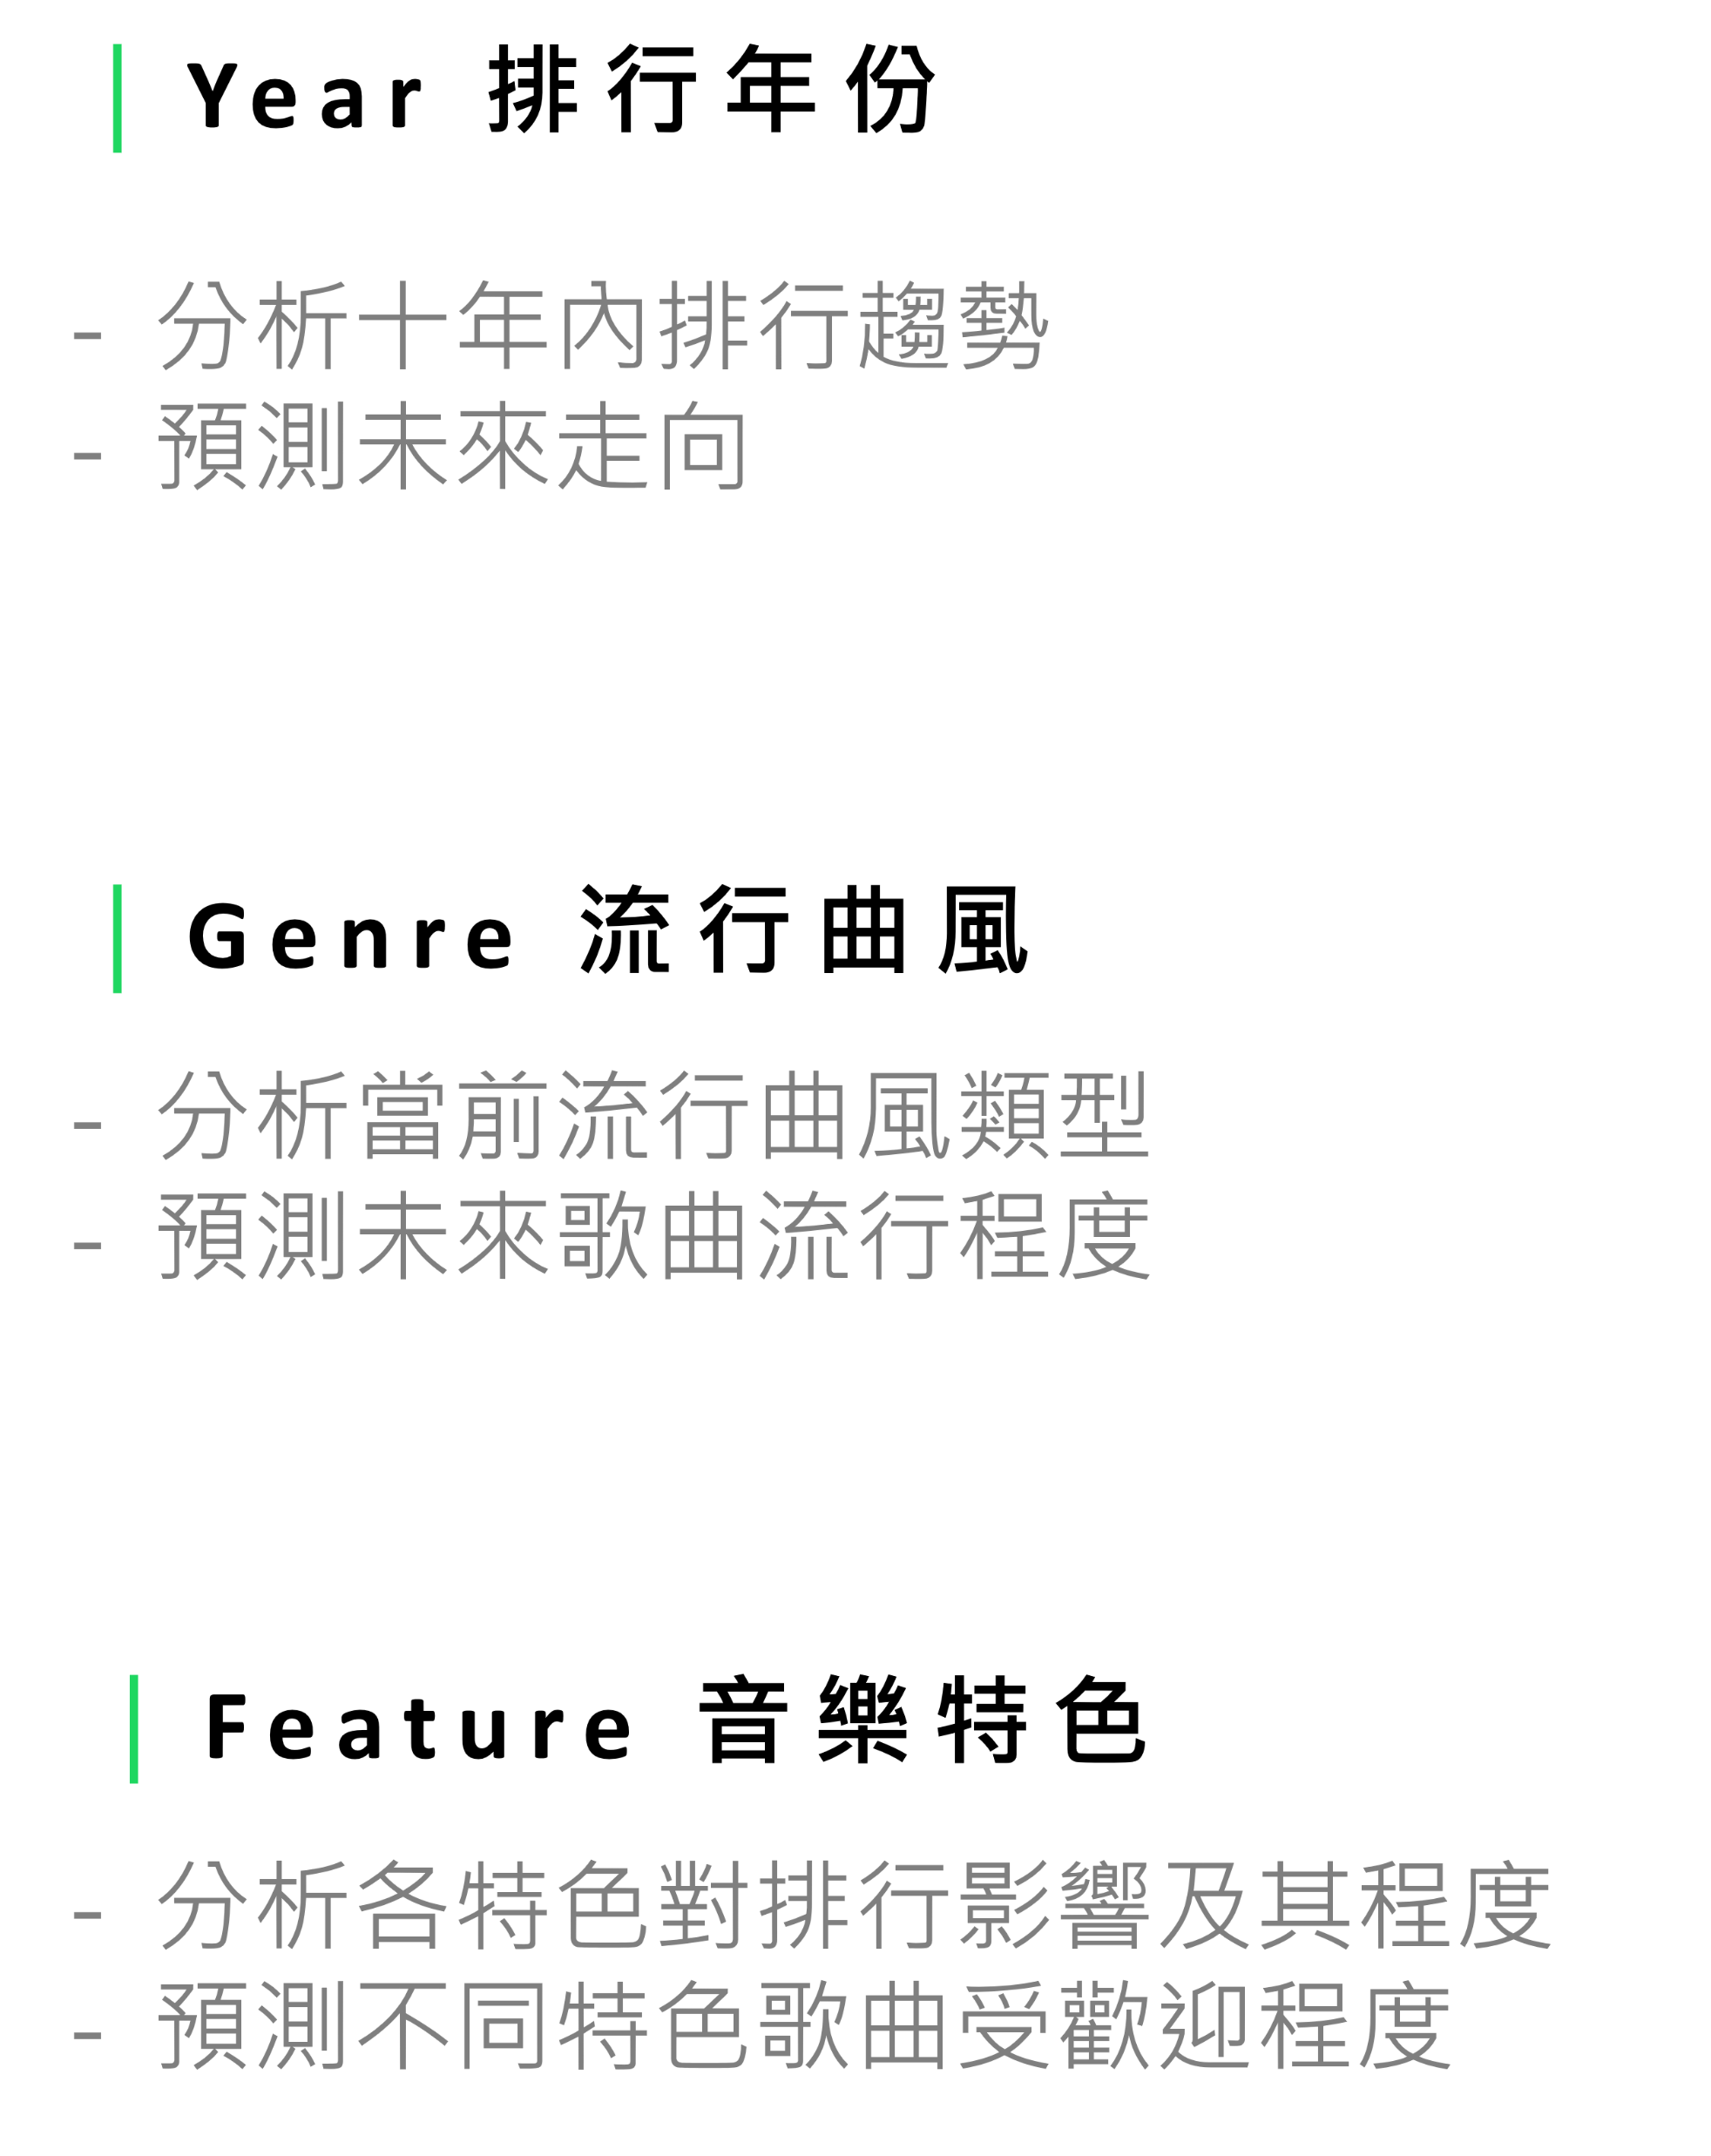 Year 排行年份
- 分析十年內排行趨勢
- 預測未來走向
Genre 流行曲風
- 分析當前流行曲風類型
- 預測未來歌曲流行程度
Feature 音樂特色
- 分析各特色對排行影響及其程度
- 預測不同特色歌曲受歡迎程度